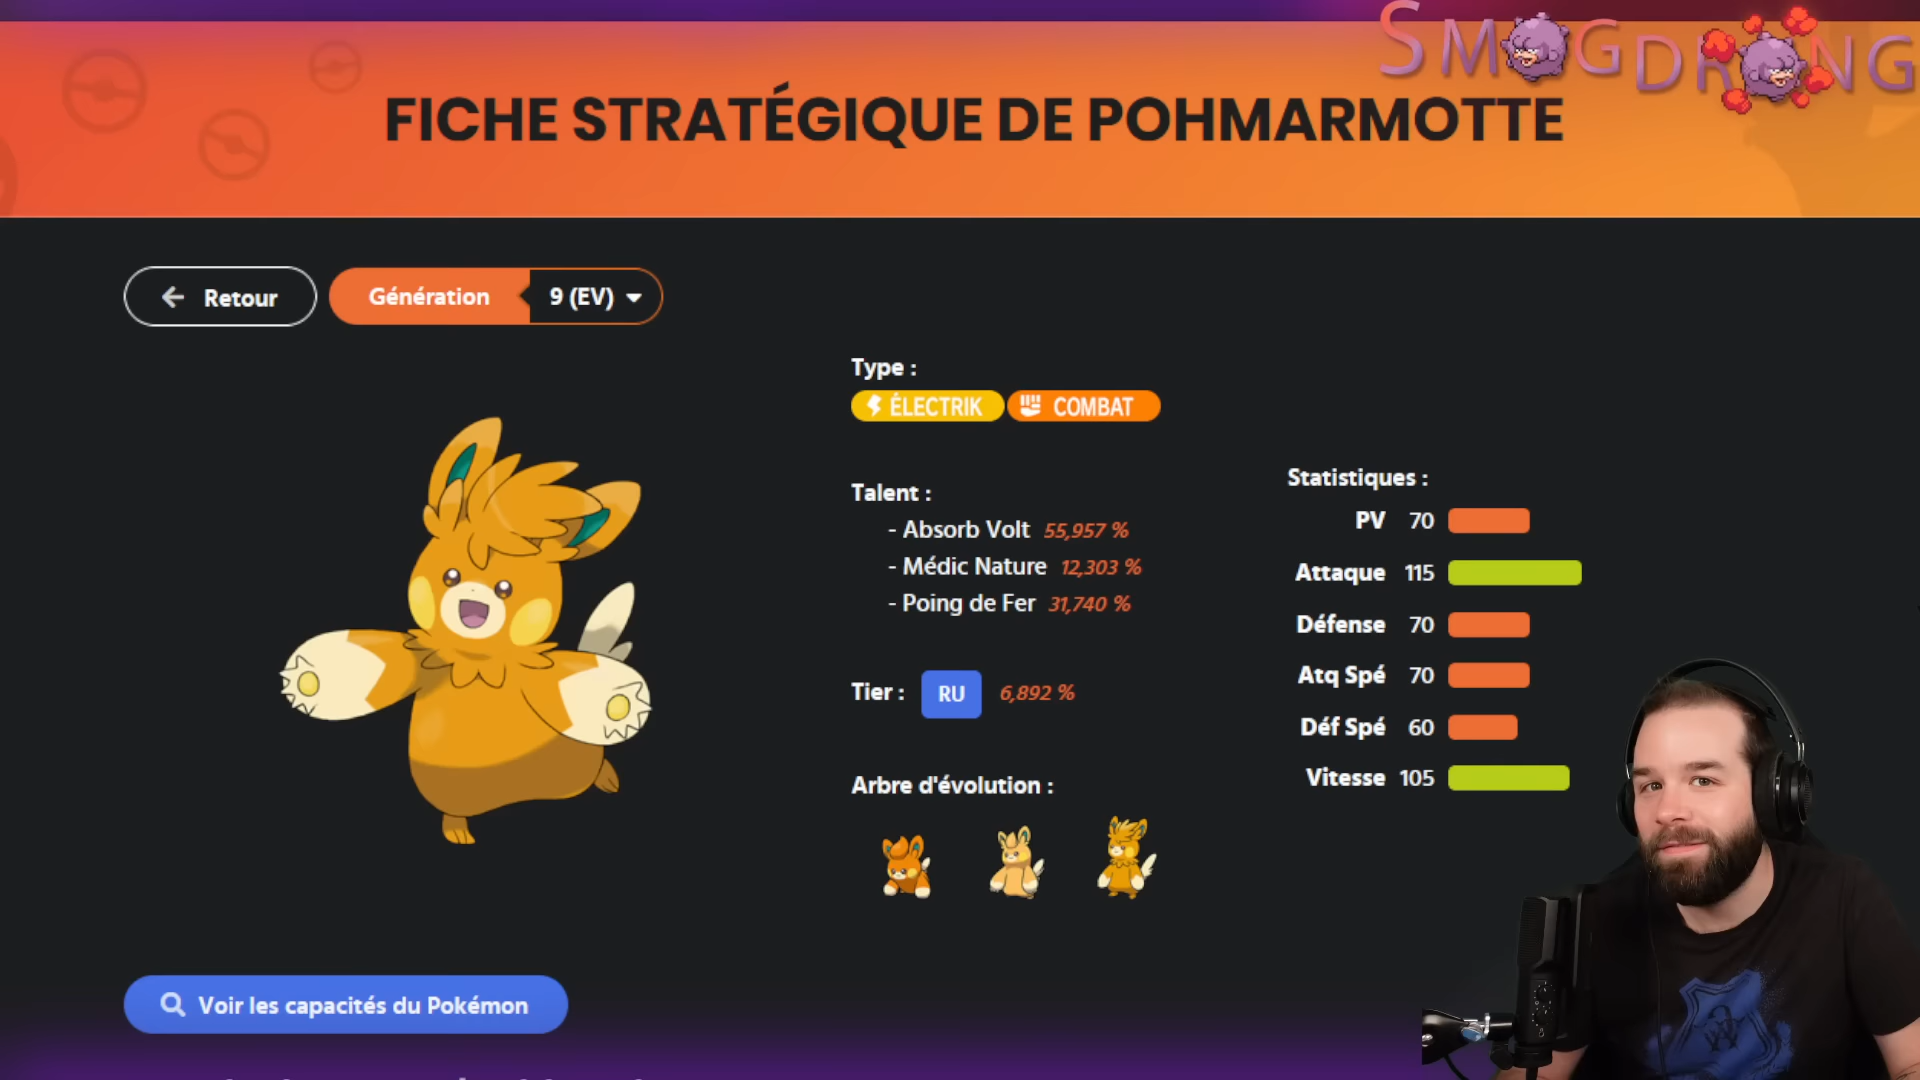 SMOGDRONG
FICHE STRATÉGIQUE DE POHMARMOTTE
Retour
Génération
9 (EV)
Type :
ÉLECTRIK
COMBAT
Talent :
- Absorb Volt 55,957 %
- Médic Nature 12,303 %
- Poing de Fer 31,740 %
Tier : RU 6,892 %
Arbre d'évolution :
Statistiques :
PV 70
Attaque 115
Défense 70
Atq Spé 70
Déf Spé 60
Vitesse 105
Voir les capacités du Pokémon